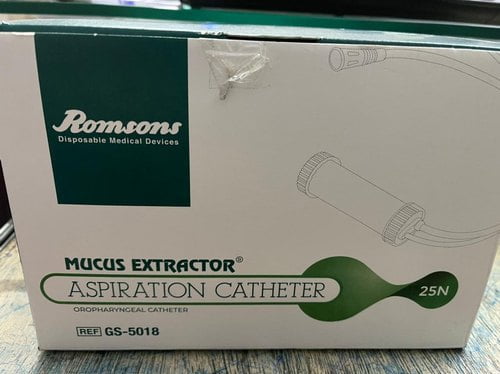 Romsons
Disposable Medical Devices
MUCUS EXTRACTOR®
ASPIRATION CATHETER
25N
OROPHARYNGEAL CATHETER
REF GS-5018